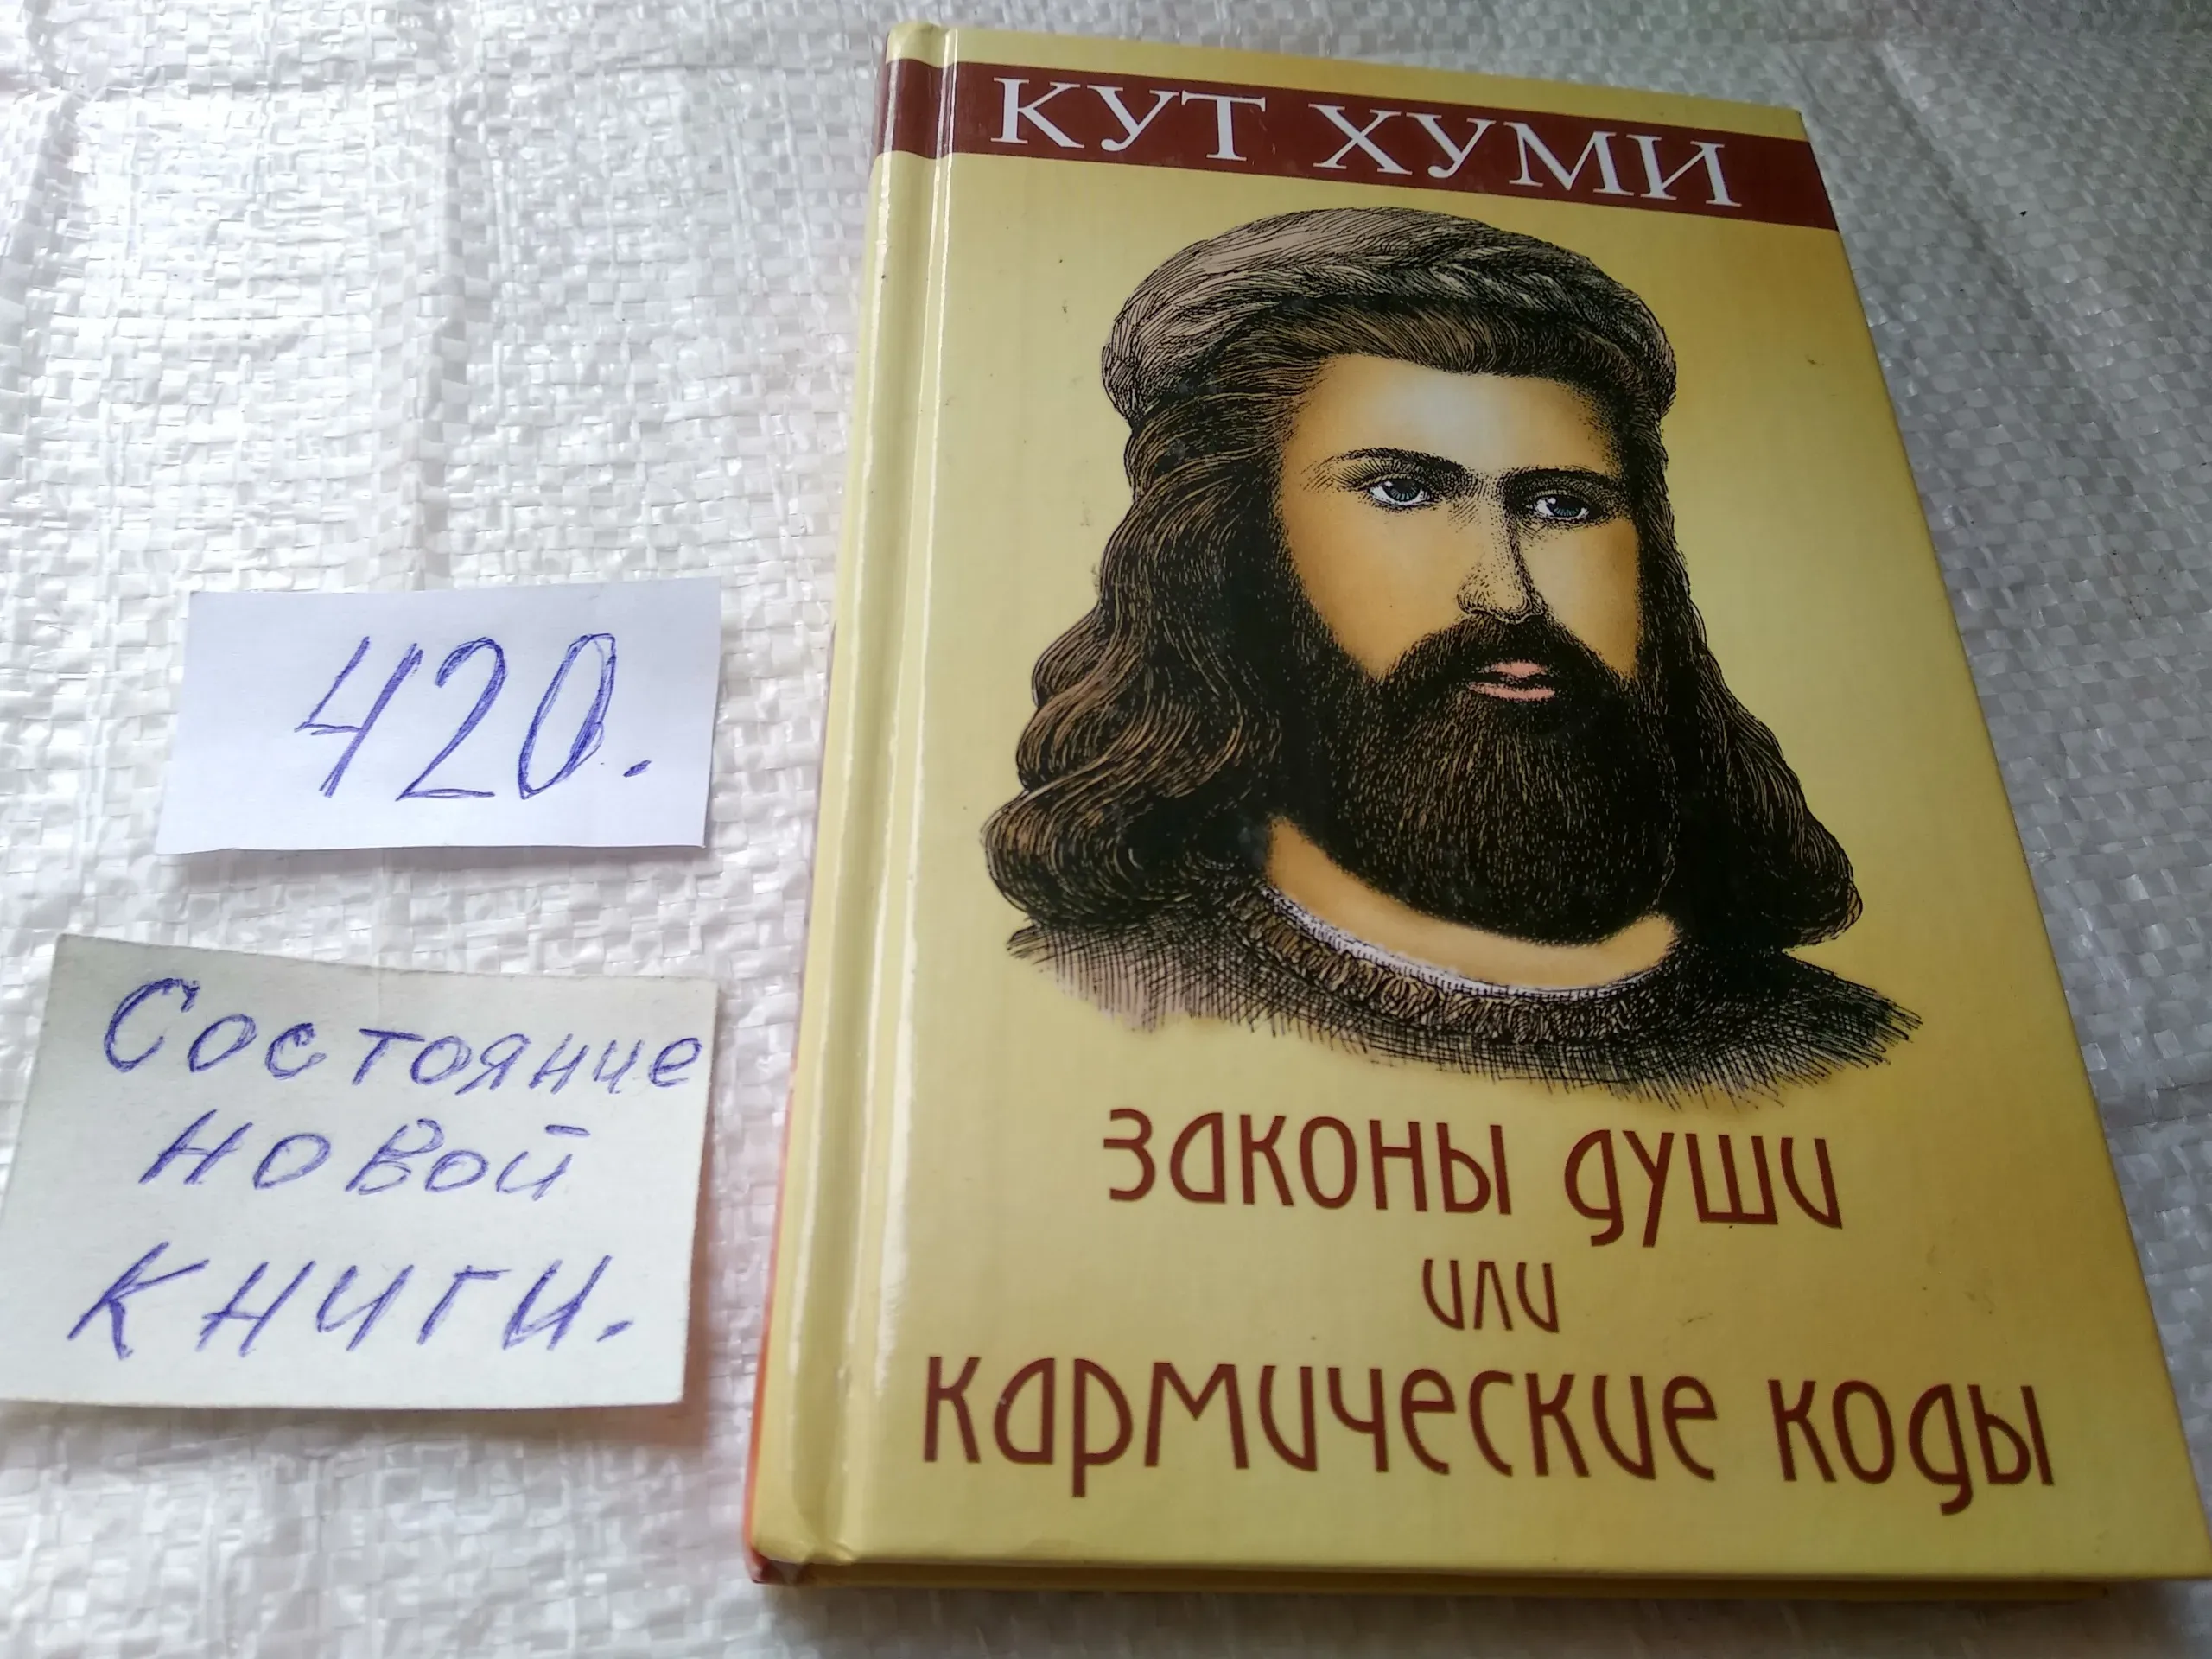 КУТ ХУМИ
420.
Состояние
новой
книги.
законы души
или
кармические коды